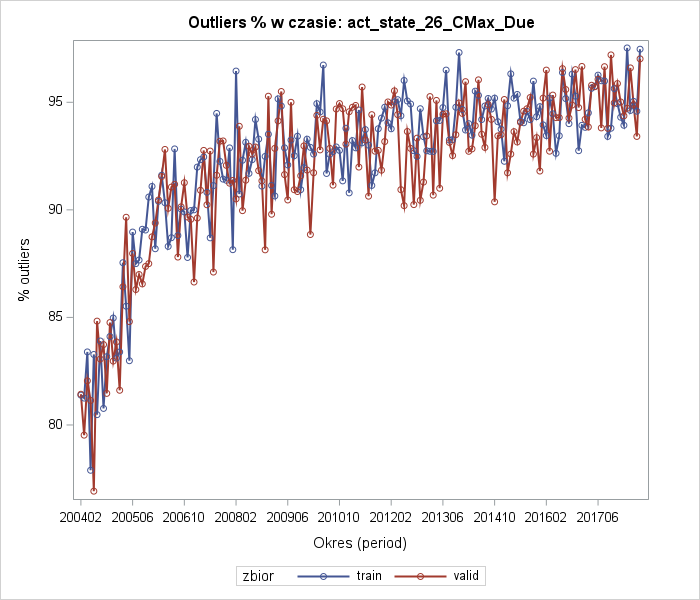 Outliers % w czasie: act_state_26_CMax_Due
% outliers
95
90
85
80
200402 200506 200610 200802 200906 201010 201202 201306 201410 201602 201706
Okres (period)
zbior train valid